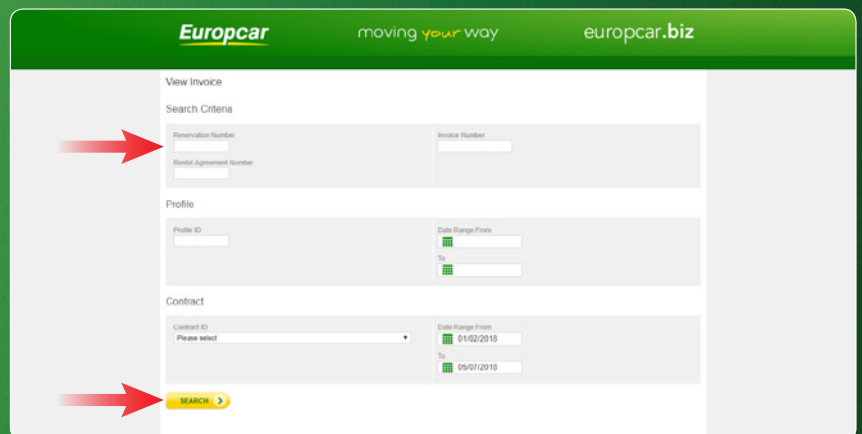 Europcar moving your way europcar.biz
View Invoice
Search Criteria
Reservation Number Invoice Number
Rental Agreement Number
Profile
Profile ID Date Range From
To
Contract
Contract ID Date Range From
Please select 01/02/2018
To
05/07/2018
SEARCH